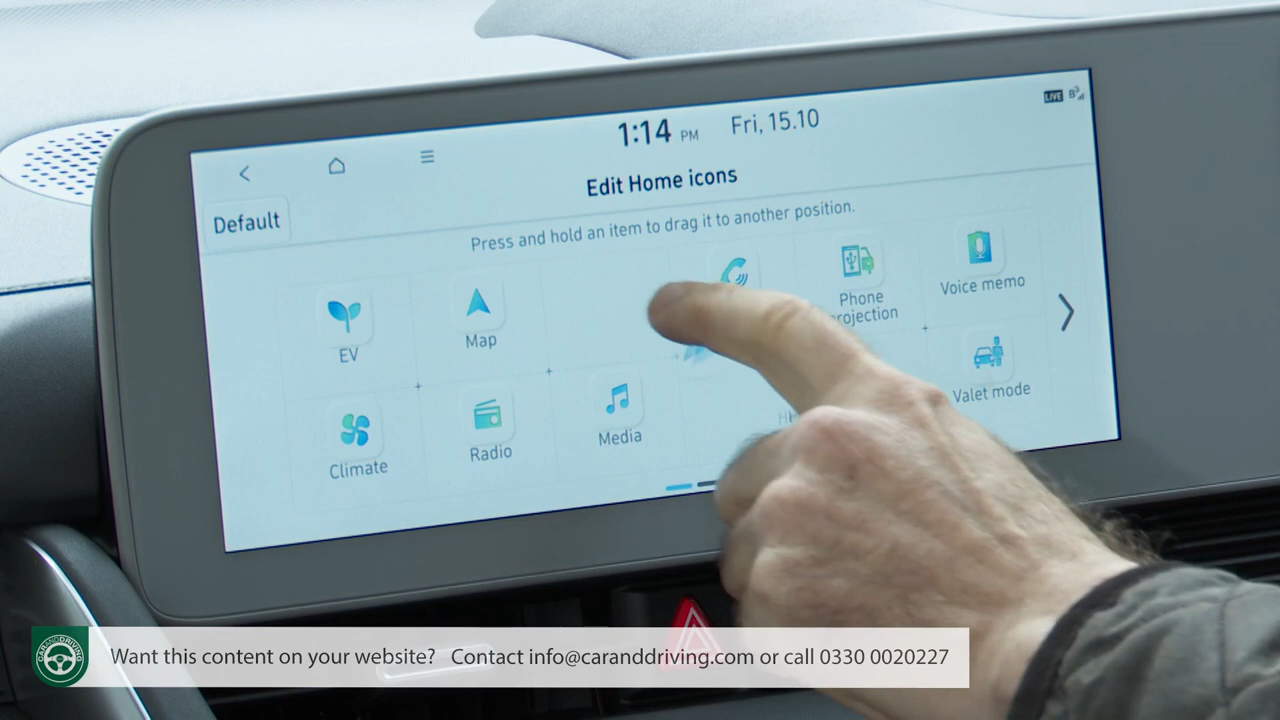 LIVE
1:14 PM Fri, 15.10
Edit Home icons
Default
Press and hold an item to drag it to another position.
EV
Map
Phone
rojection
Voice memo
Climate
Radio
Media
Valet mode
CARANDDRIVING
Want this content on your website? Contact info@caranddriving.com or call 0330 0020227